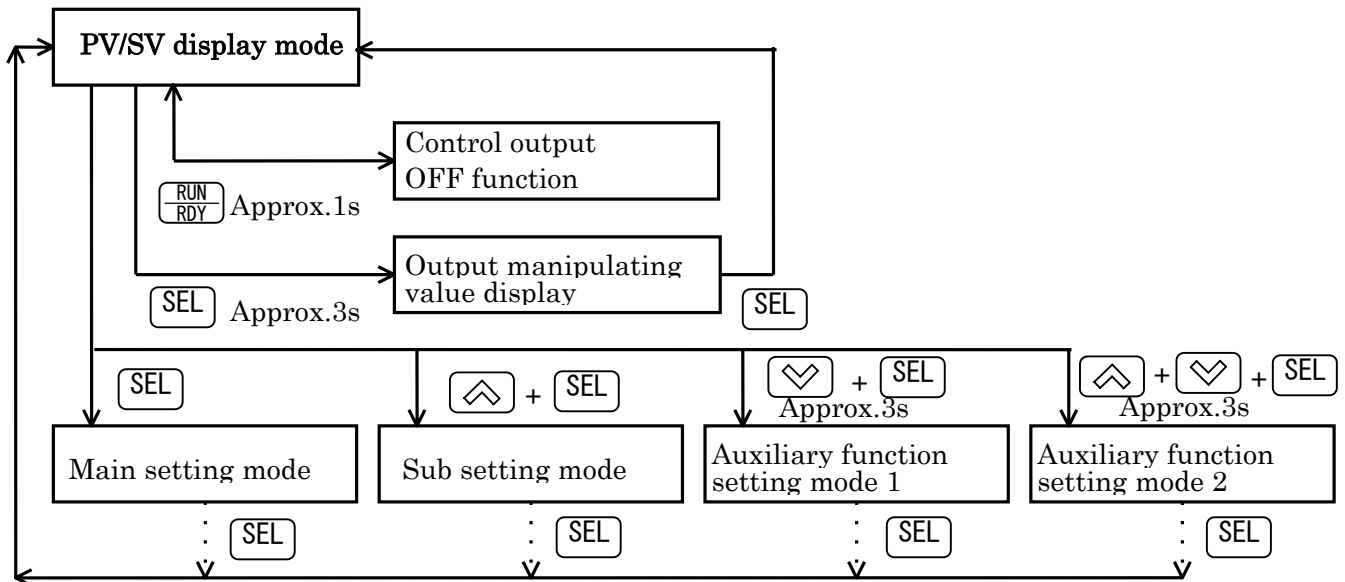 PV/SV display mode
Control output
OFF function
RUN
RDY
Approx.1s
Output manipulating
value display
SEL
Approx.3s
SEL
SEL
+ SEL
+ SEL
Approx.3s
+ + SEL
Approx.3s
Main setting mode
Sub setting mode
Auxiliary function
setting mode 1
Auxiliary function
setting mode 2
SEL
SEL
SEL
SEL